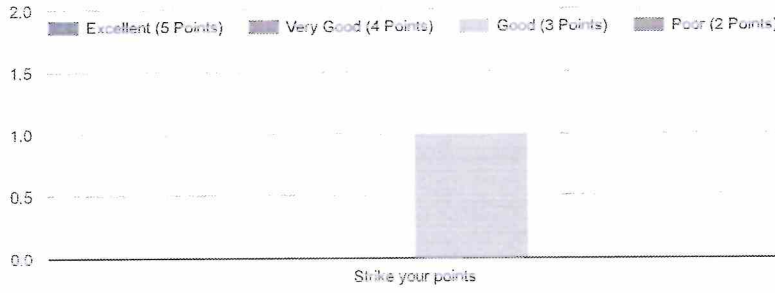 2.0
Excellent (5 Points) Very Good (4 Points) Good (3 Points) Poor (2 Points)
1.5
1.0
0.5
0.0
Strike your points